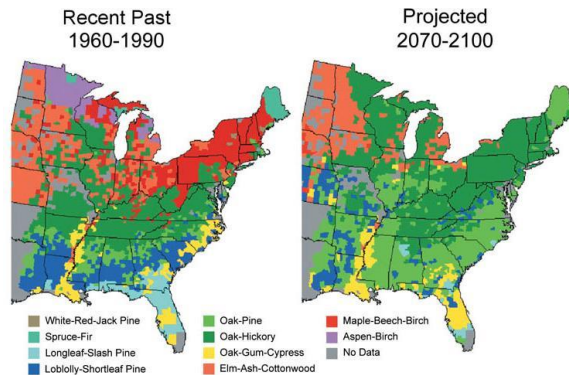 Recent Past
1960-1990
Projected
2070-2100
White-Red-Jack Pine
Spruce-Fir
Longleaf-Slash Pine
Loblolly-Shortleaf Pine
Oak-Pine
Oak-Hickory
Oak-Gum-Cypress
Elm-Ash-Cottonwood
Maple-Beech-Birch
Aspen-Birch
No Data